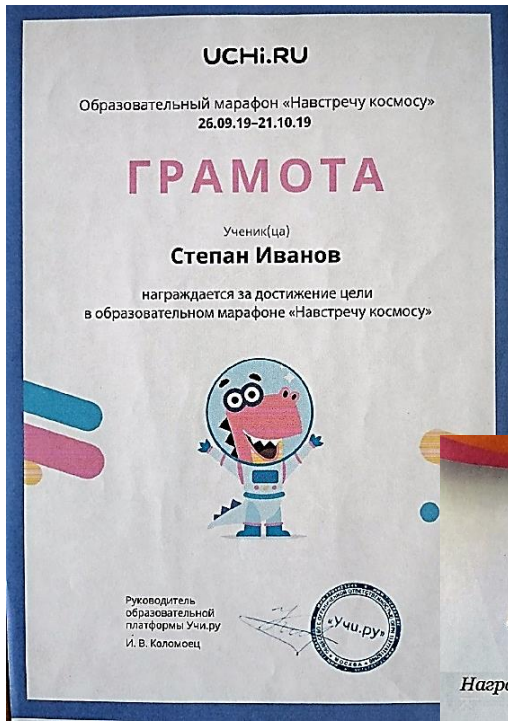 UCHi.RU
Образовательный марафон «Навстречу космосу»
26.09.19–21.10.19
ГРАМОТА
Ученик(ца)
Степан Иванов
награждается за достижение цели
в образовательном марафоне «Навстречу космосу»
Руководитель
образовательной
платформы Учи.ру
И. В. Коломоец
«Учи.ру»
МОСКВА